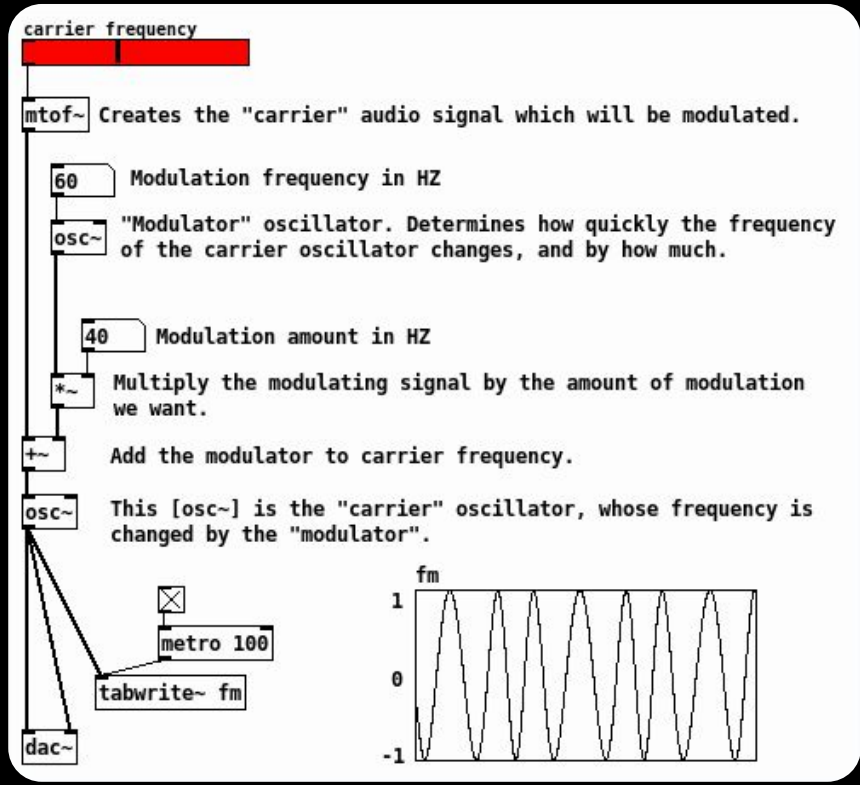 carrier frequency
mtof~ Creates the "carrier" audio signal which will be modulated.
60 Modulation frequency in HZ
osc~ "Modulator" oscillator. Determines how quickly the frequency
of the carrier oscillator changes, and by how much.
40 Modulation amount in HZ
*~ Multiply the modulating signal by the amount of modulation
we want.
+~ Add the modulator to carrier frequency.
osc~ This [osc~] is the "carrier" oscillator, whose frequency is
changed by the "modulator".
metro 100
tabwrite~ fm
dac~
fm
1
0
-1